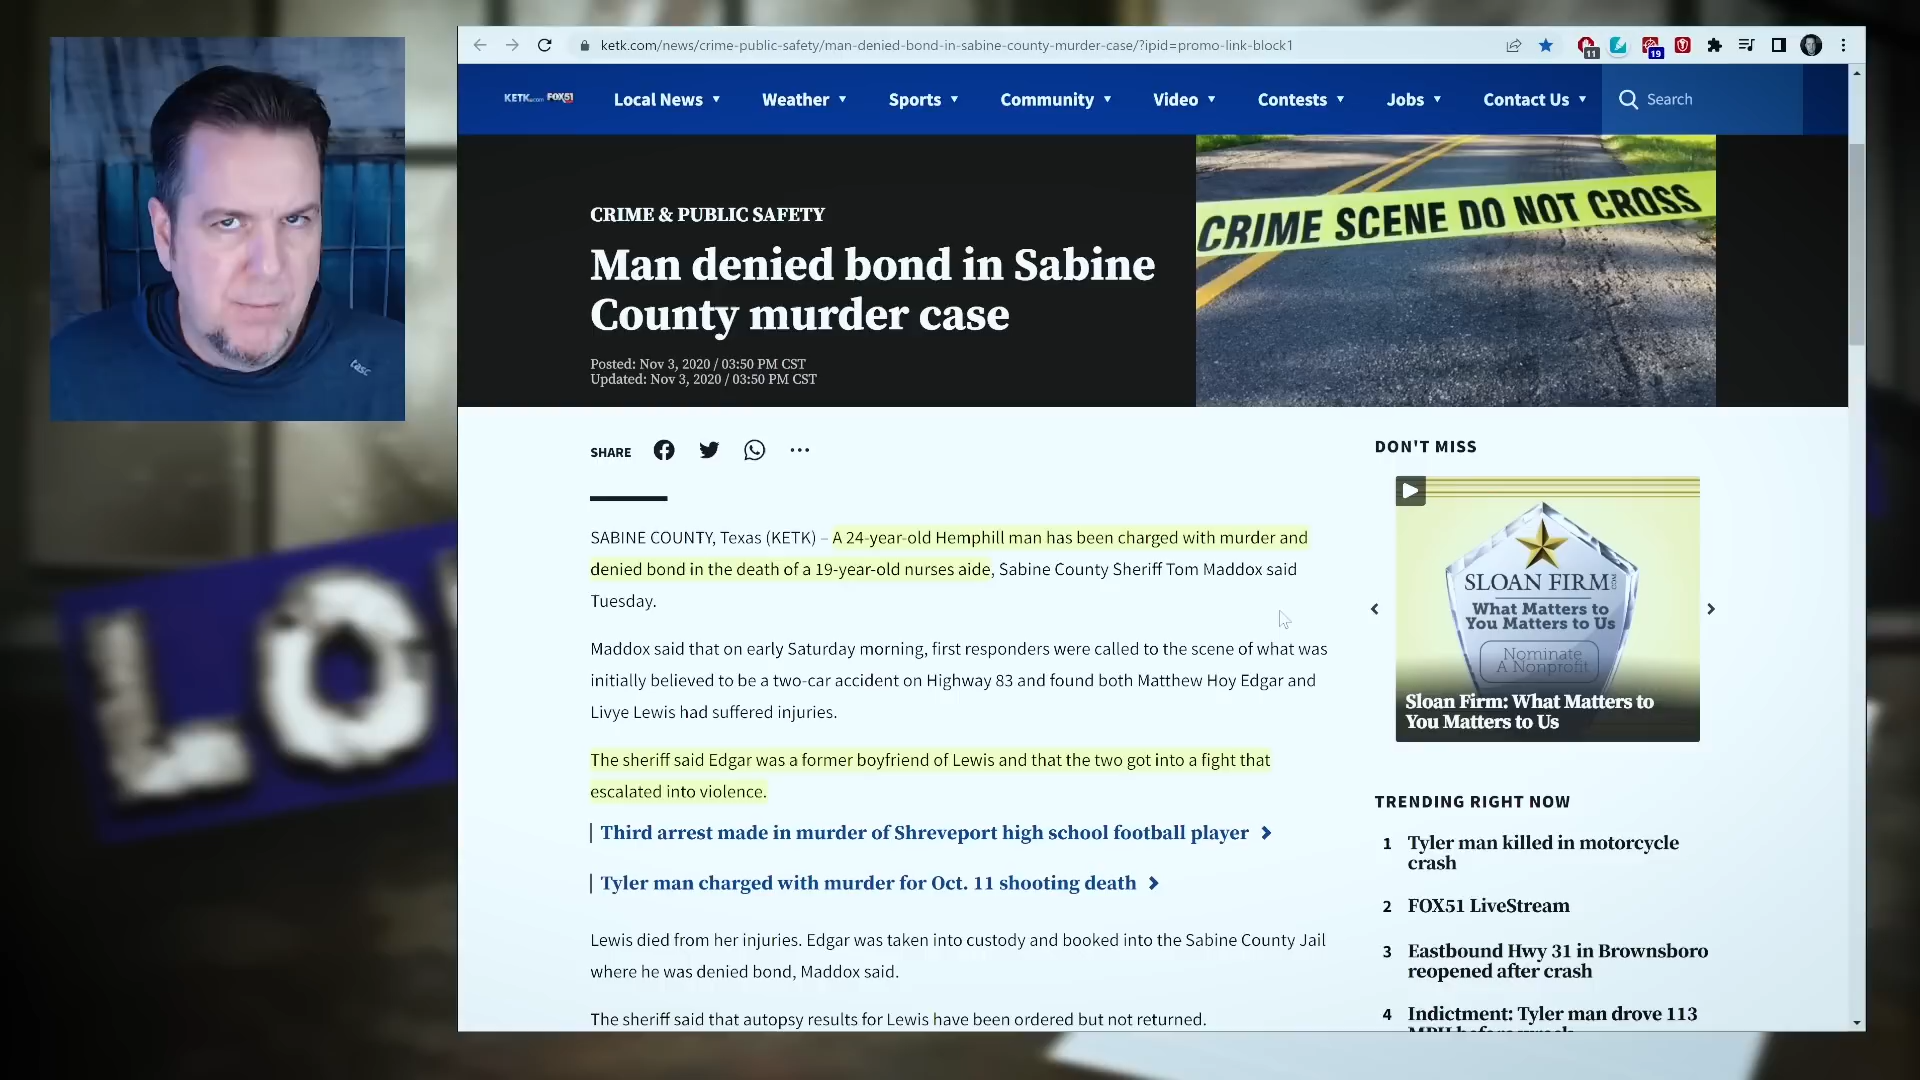 ketk.com/news/crime-public-safety/man-denied-bond-in-sabine-county-murder-case/?ipid=promo-link-block1
11
19
KETK.com FOX51
Local News
Weather
Sports
Community
Video
Contests
Jobs
Contact Us
Search
CRIME & PUBLIC SAFETY
Man denied bond in Sabine
County murder case
Posted: Nov 3, 2020 / 03:50 PM CST
Updated: Nov 3, 2020 / 03:50 PM CST
CRIME SCENE DO NOT CROSS
tasc
SHARE
SABINE COUNTY, Texas (KETK) – A 24-year-old Hemphill man has been charged with murder and
denied bond in the death of a 19-year-old nurses aide, Sabine County Sheriff Tom Maddox said
Tuesday.
Maddox said that on early Saturday morning, first responders were called to the scene of what was
initially believed to be a two-car accident on Highway 83 and found both Matthew Hoy Edgar and
Livye Lewis had suffered injuries.
The sheriff said Edgar was a former boyfriend of Lewis and that the two got into a fight that
escalated into violence.
Third arrest made in murder of Shreveport high school football player
Tyler man charged with murder for Oct. 11 shooting death
Lewis died from her injuries. Edgar was taken into custody and booked into the Sabine County Jail
where he was denied bond, Maddox said.
The sheriff said that autopsy results for Lewis have been ordered but not returned.
DON'T MISS
SLOAN FIRM.COM
What Matters to
You Matters to Us
Nominate
A Nonprofit
Sloan Firm: What Matters to
You Matters to Us
TRENDING RIGHT NOW
1 Tyler man killed in motorcycle
crash
2 FOX51 LiveStream
3 Eastbound Hwy 31 in Brownsboro
reopened after crash
4 Indictment: Tyler man drove 113
LO